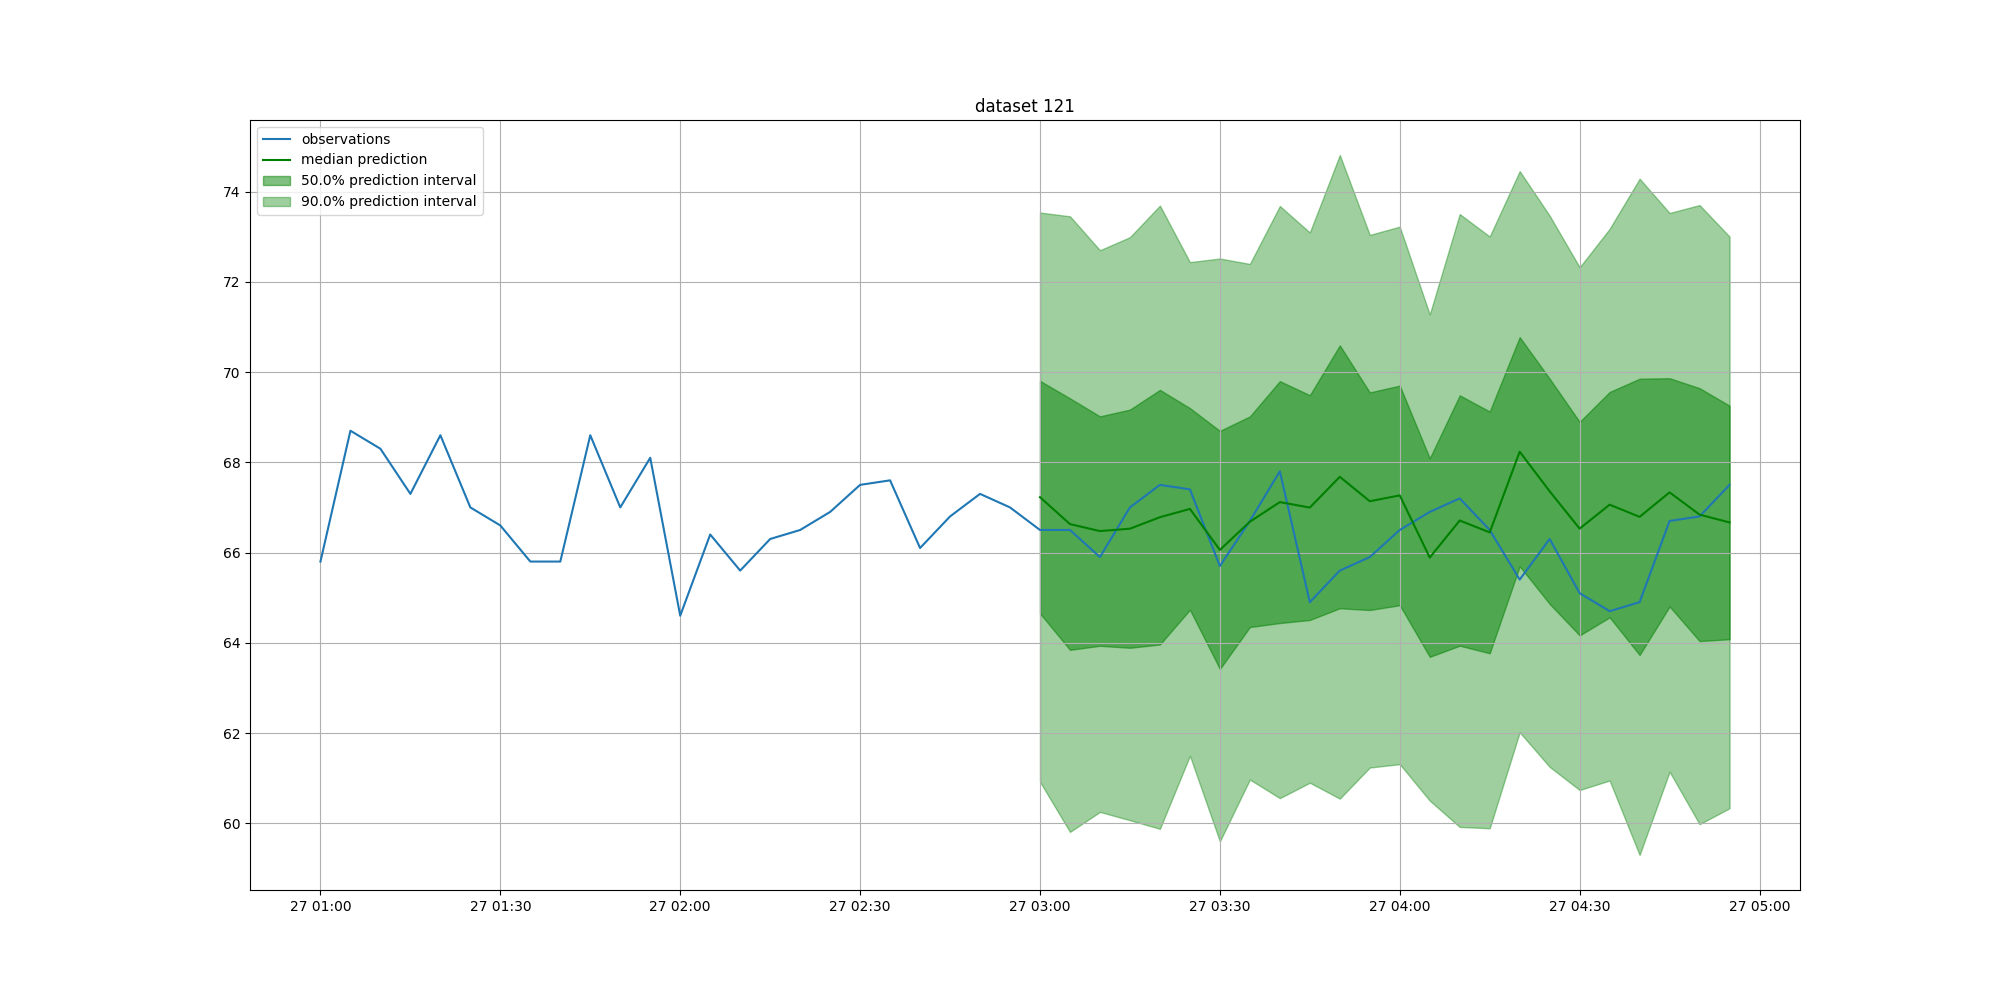 dataset 121
observations
median prediction
50.0% prediction interval
90.0% prediction interval
74
72
70
68
66
64
62
60
27 01:00 27 01:30 27 02:00 27 02:30 27 03:00 27 03:30 27 04:00 27 04:30 27 05:00